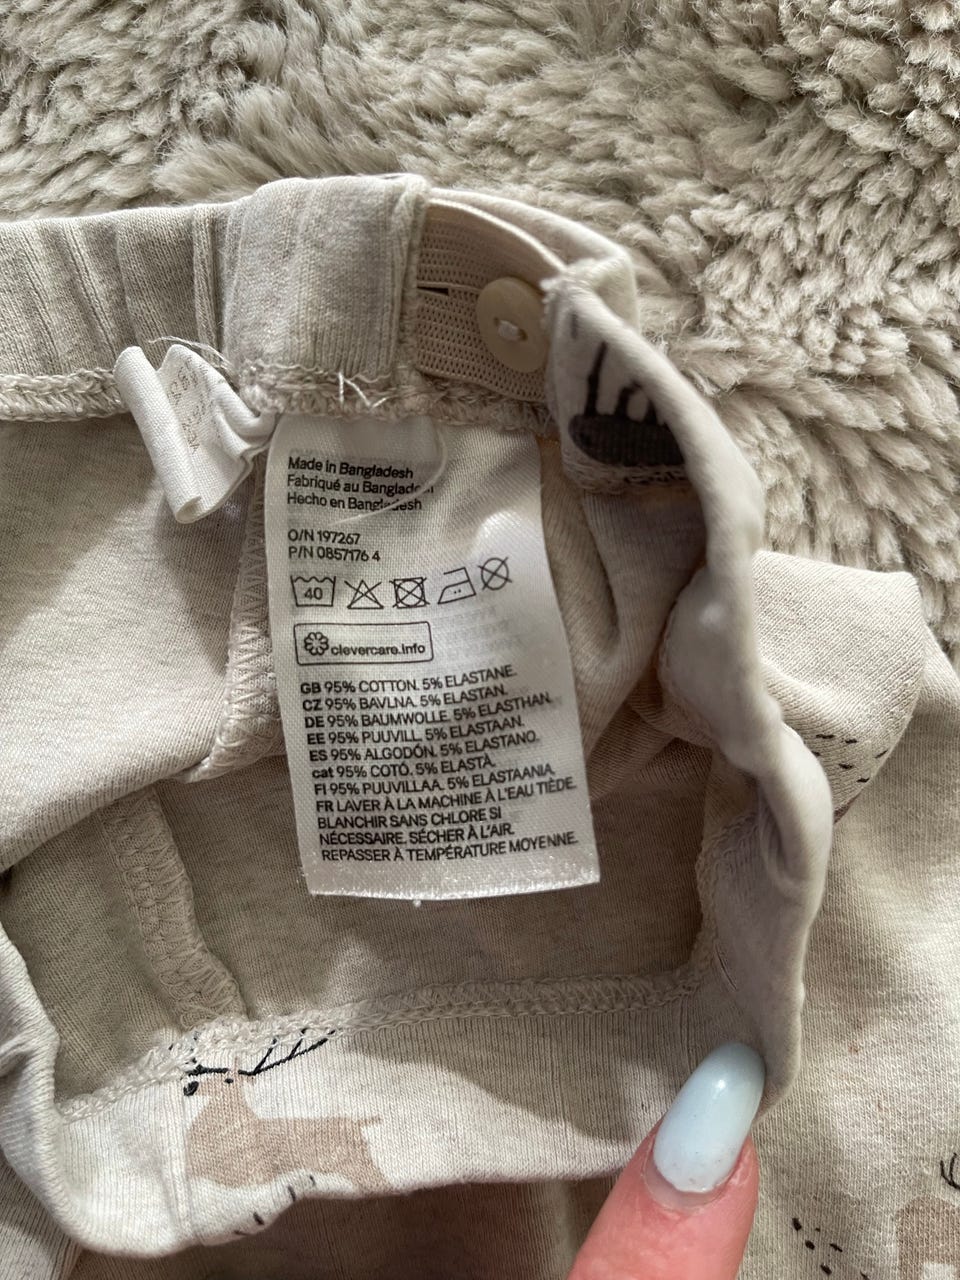 Made in Bangladesh
Fabriqué au Bangladesh
Hecho en Bangladesh
O/N 197267
P/N 0857176 4
40
clevercare.info
GB 95% COTTON. 5% ELASTANE.
CZ 95% BAVLNA. 5% ELASTAN.
DE 95% BAUMWOLLE. 5% ELASTHAN.
EE 95% PUUVILL. 5% ELASTAAN.
ES 95% ALGODÓN. 5% ELASTANO.
cat 95% COTÓ. 5% ELASTÀ.
FI 95% PUUVILLAA. 5% ELASTAANIA.
FR LAVER À LA MACHINE À L'EAU TIÈDE.
BLANCHIR SANS CHLORE SI
NÉCESSAIRE. SÉCHER À L'AIR.
REPASSER À TEMPÉRATURE MOYENNE.